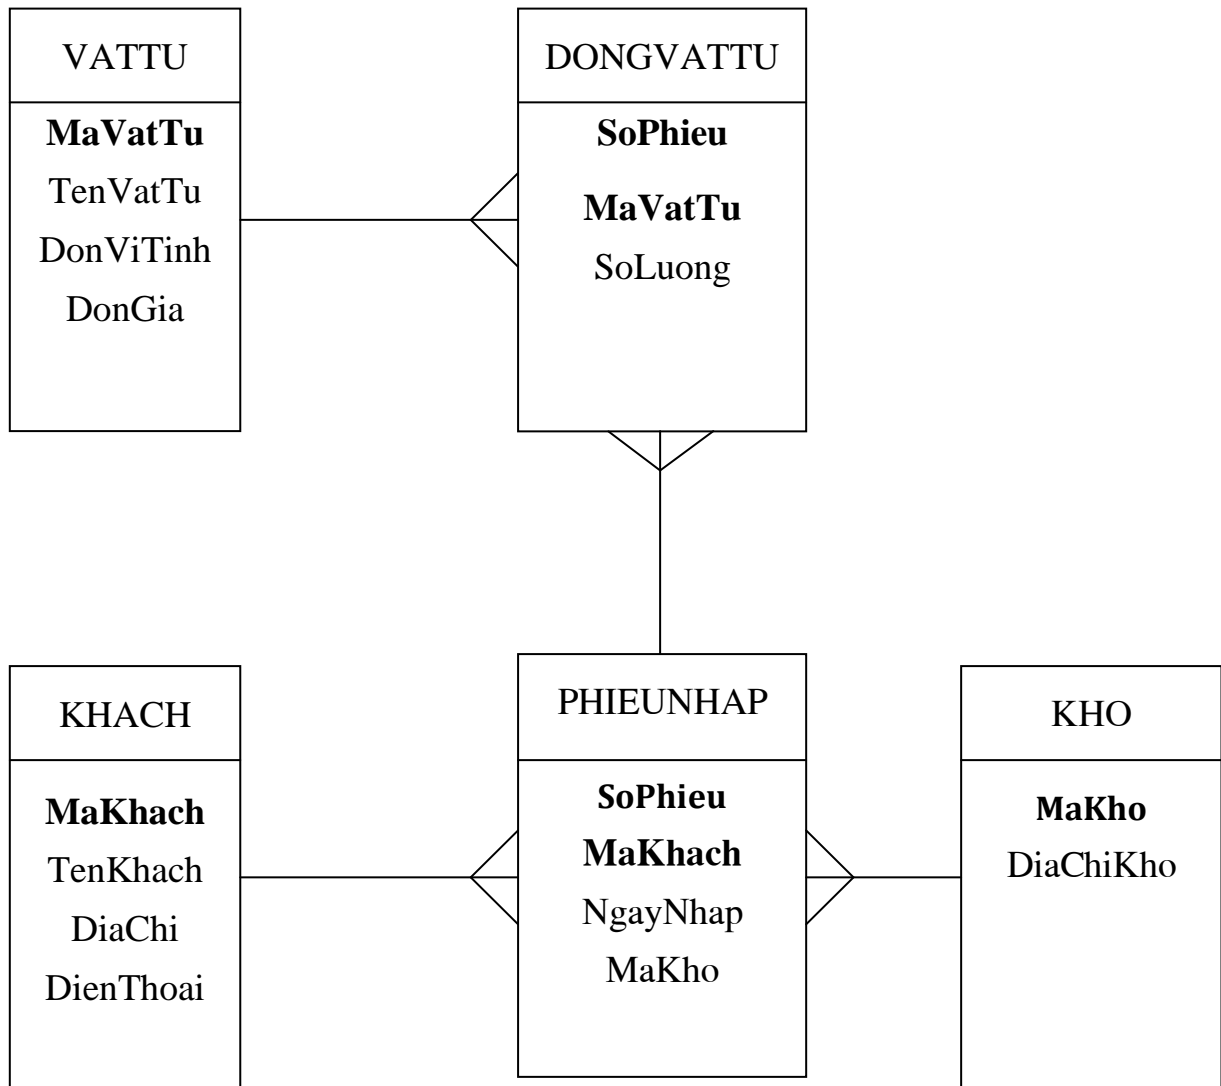 VATTU
MaVatTu
TenVatTu
DonViTinh
DonGia
DONGVATTU
SoPhieu
MaVatTu
SoLuong
KHACH
MaKhach
TenKhach
DiaChi
DienThoai
PHIEUNHAP
SoPhieu
MaKhach
NgayNhap
MaKho
KHO
MaKho
DiaChiKho